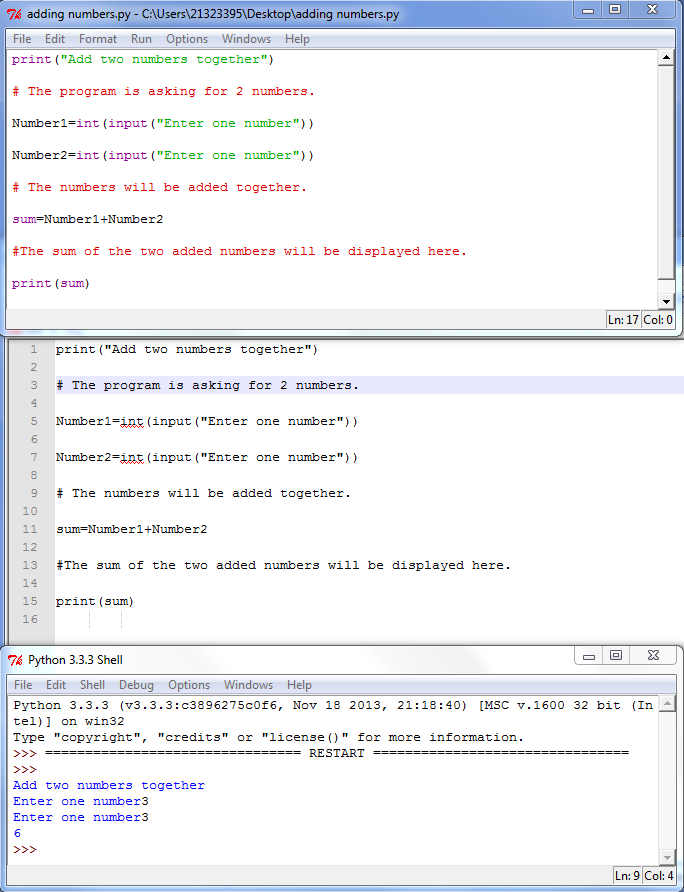 adding numbers.py - C:\Users\21323395\Desktop\adding numbers.py
File Edit Format Run Options Windows Help
print("Add two numbers together")
# The program is asking for 2 numbers.
Number1=int(input("Enter one number"))
Number2=int(input("Enter one number"))
# The numbers will be added together.
sum=Number1+Number2
#The sum of the two added numbers will be displayed here.
print(sum)
Ln: 17 Col: 0
1 print("Add two numbers together")
2
3 # The program is asking for 2 numbers.
4
5 Number1=int(input("Enter one number"))
6
7 Number2=int(input("Enter one number"))
8
9 # The numbers will be added together.
10
11 sum=Number1+Number2
12
13 #The sum of the two added numbers will be displayed here.
14
15 print(sum)
16
Python 3.3.3 Shell
File Edit Shell Debug Options Windows Help
Python 3.3.3 (v3.3.3:c3896275c0f6, Nov 18 2013, 21:18:40) [MSC v.1600 32 bit (In
tel)] on win32
Type "copyright", "credits" or "license()" for more information.
>>> ================================ RESTART ================================
>>>
Add two numbers together
Enter one number3
Enter one number3
6
>>>
Ln: 9 Col: 4